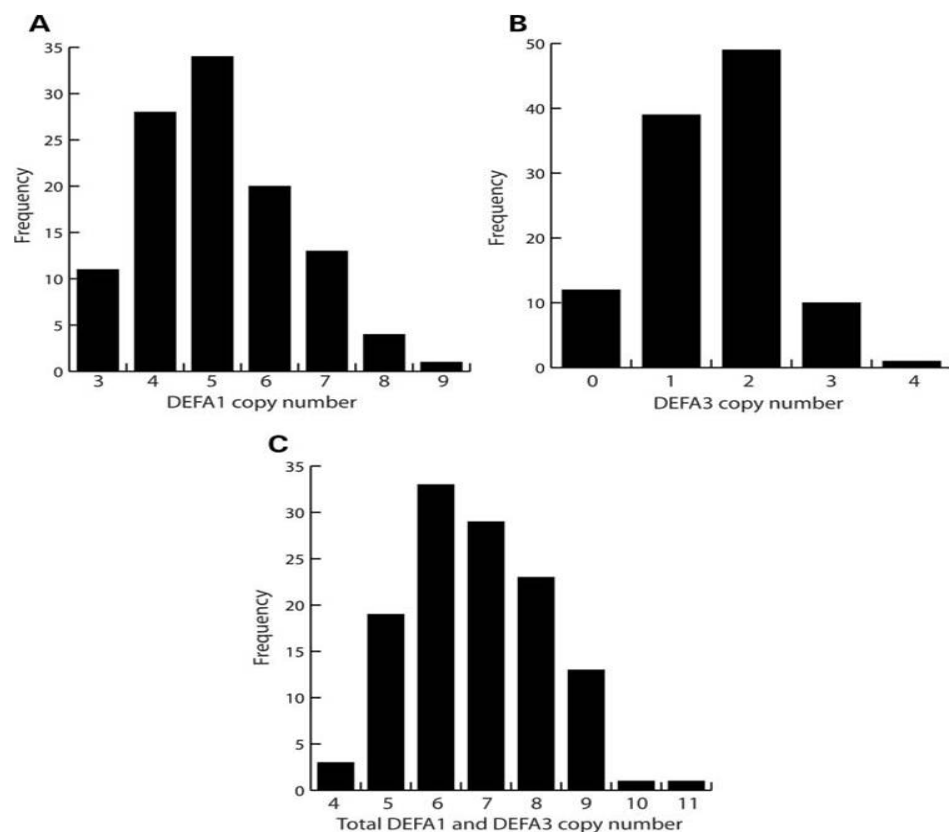 A
35
30
25
20
15
10
5
0
Frequency
3 4 5 6 7 8 9
DEFA1 copy number
B
50
40
30
20
10
0
Frequency
0 1 2 3 4
DEFA3 copy number
C
35
30
25
20
15
10
5
0
Frequency
4 5 6 7 8 9 10 11
Total DEFA1 and DEFA3 copy number